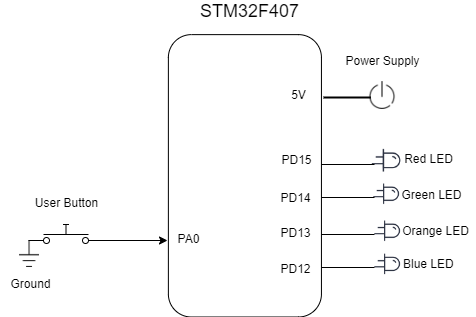 STM32F407
Power Supply
5V
PD15
Red LED
PD14
Green LED
User Button
PD13
Orange LED
PA0
PD12
Blue LED
Ground